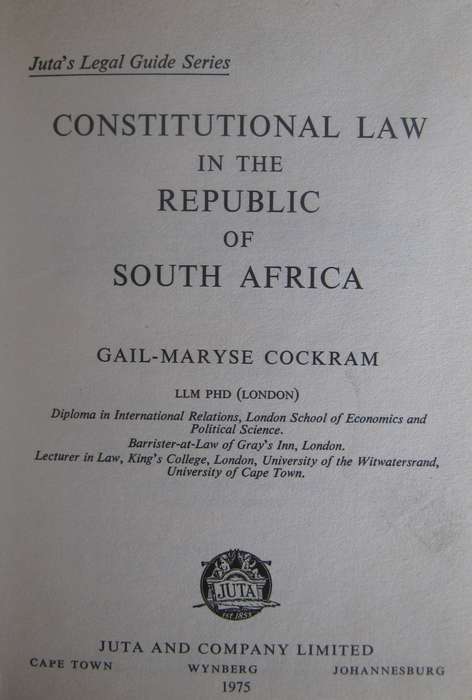 Juta's Legal Guide Series
CONSTITUTIONAL LAW
IN THE
REPUBLIC
OF
SOUTH AFRICA
GAIL-MARYSE COCKRAM
LLM PHD (LONDON)
Diploma in International Relations, London School of Economics and
Political Science.
Barrister-at-Law of Gray's Inn, London.
Lecturer in Law, King's College, London, University of the Witwatersrand,
University of Cape Town.
JUTA
EST. 1853
JUTA AND COMPANY LIMITED
CAPE TOWN WYNBERG JOHANNESBURG
1975